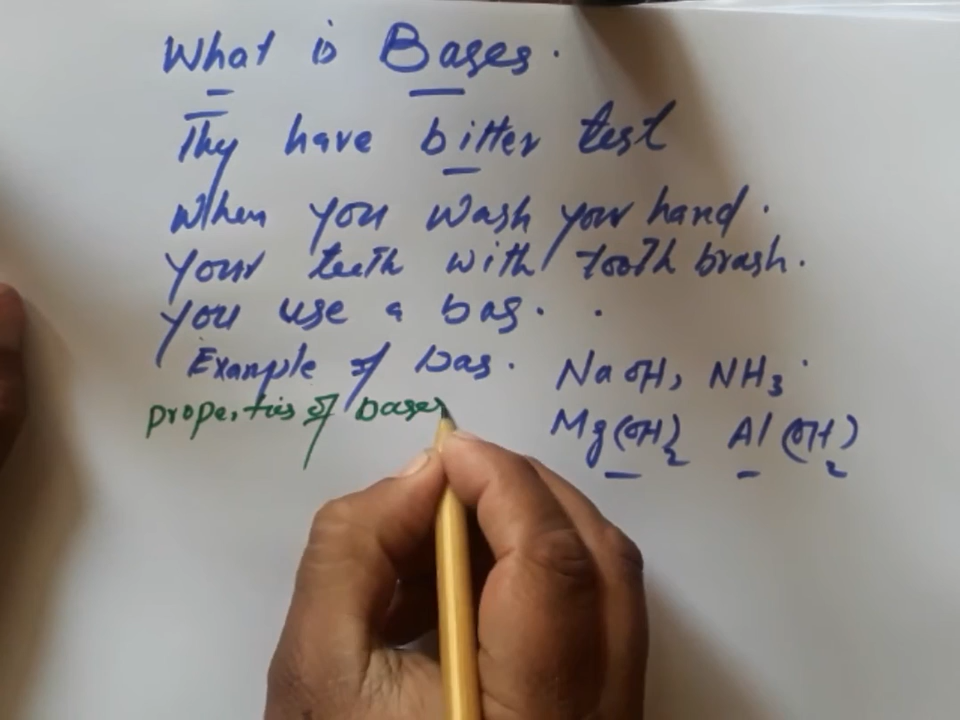 What is Bases.
Thy have bitter test
When you wash your hand.
your teeth with tooth brash.
you use a bas. .
Example of bas. NaOH, NH3.
properties of bases
Mg(OH)2 Al(OH)2